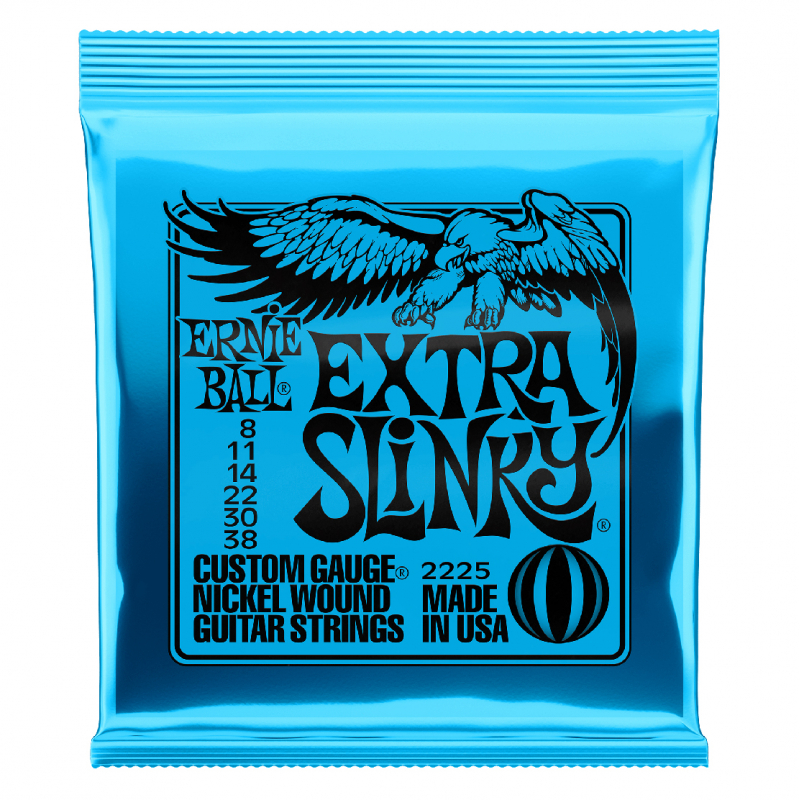 ERNIE
BALL®
EXTRA
SLINKY®
8
11
14
22
30
38
CUSTOM GAUGE® 2225
NICKEL WOUND MADE
GUITAR STRINGS IN USA